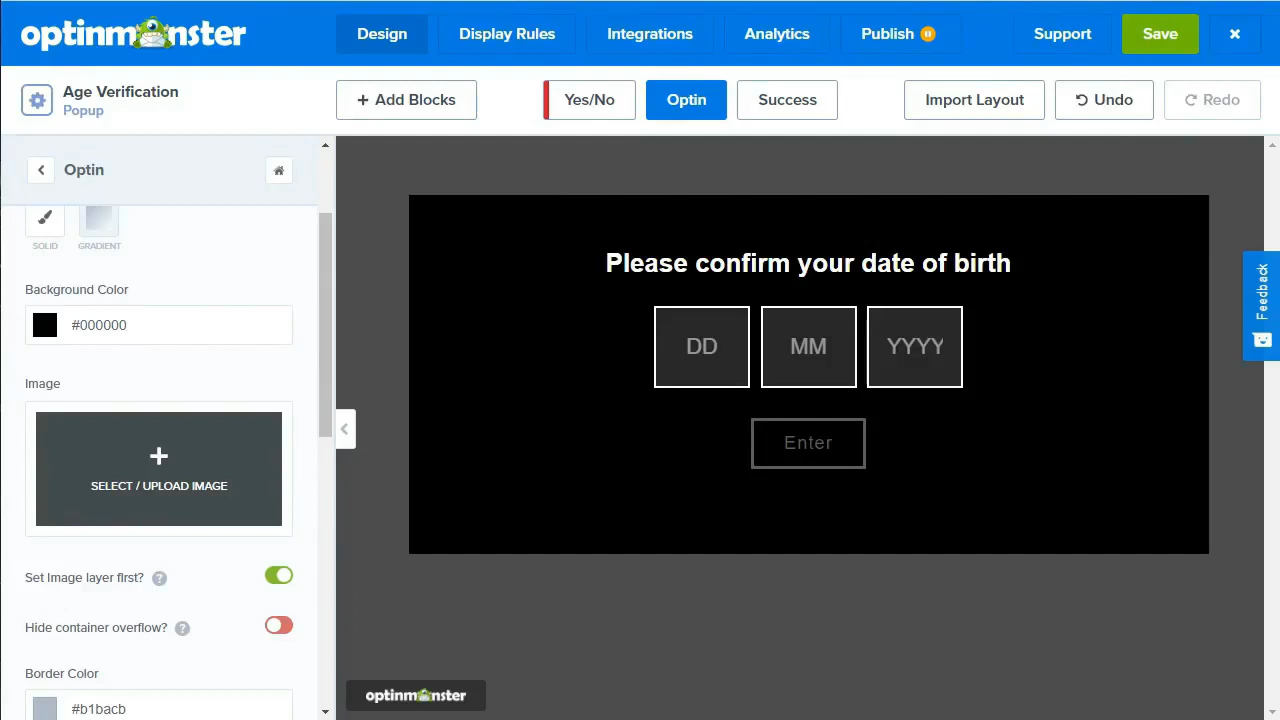 optinmonster
Design
Display Rules
Integrations
Analytics
Publish
Support
Save
Age Verification
Popup
+ Add Blocks
Yes/No
Optin
Success
Import Layout
Undo
Redo
Optin
SOLID
GRADIENT
Background Color
#000000
Image
SELECT / UPLOAD IMAGE
Set Image layer first?
Hide container overflow?
Border Color
#b1bacb
Please confirm your date of birth
DD
MM
YYYY
Enter
Feedback
optinmonster